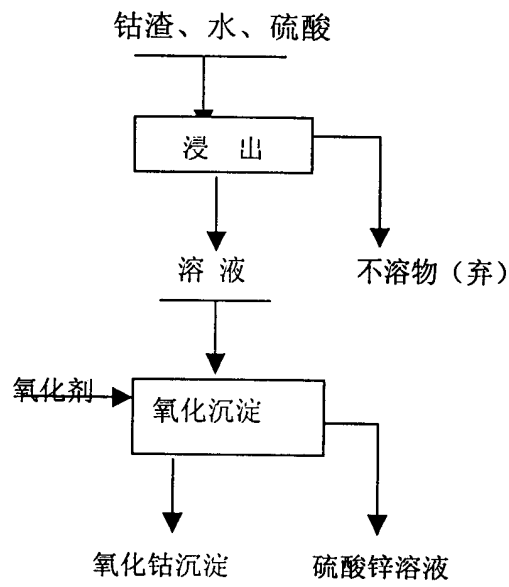 钴渣、水、硫酸
浸 出
溶 液
不溶物（弃）
氧化剂
氧化沉淀
氧化钴沉淀
硫酸锌溶液